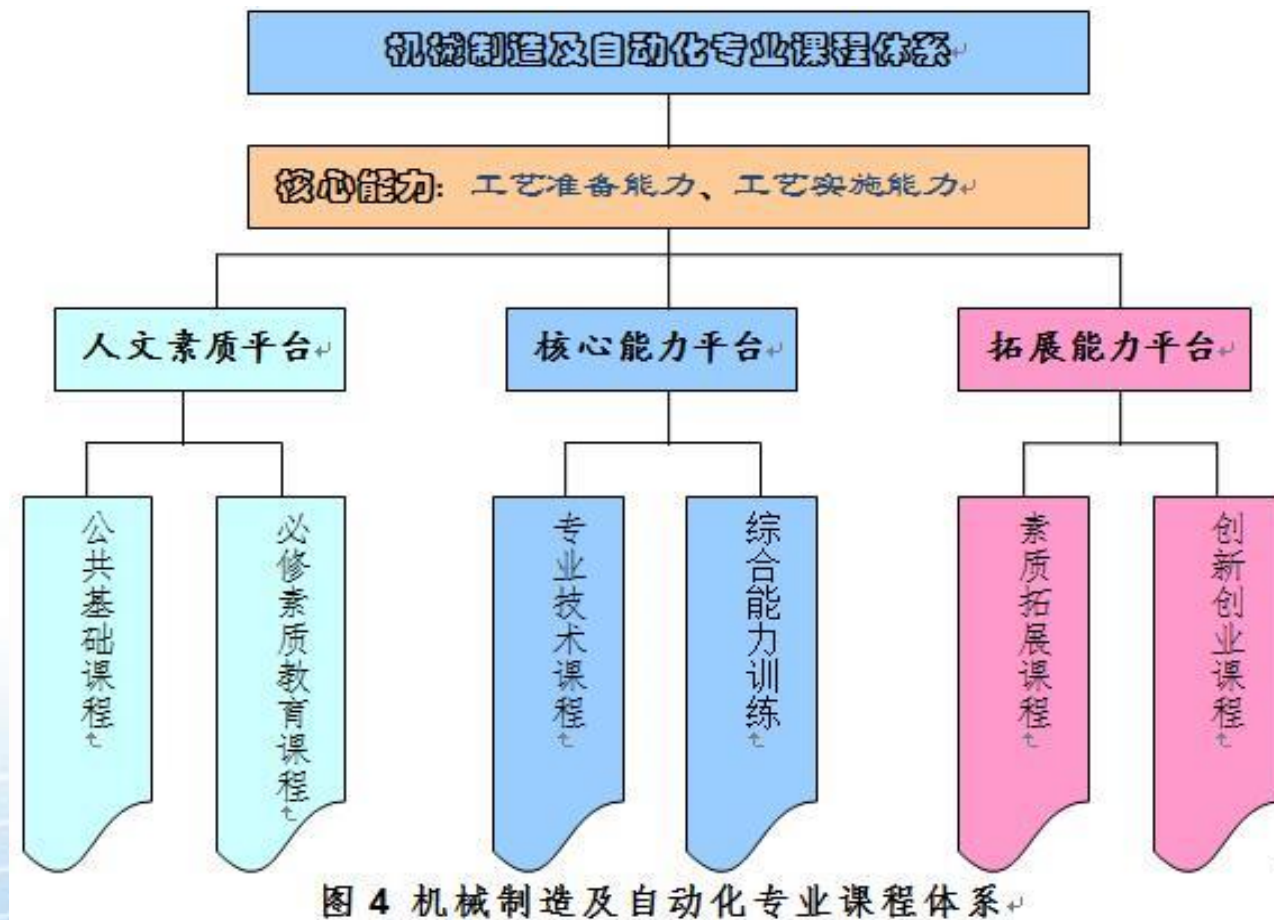 机械制造及自动化专业课程体系
核心能力：工艺准备能力、工艺实施能力
人文素质平台
核心能力平台
拓展能力平台
公共基础课程
必修素质教育课程
专业技术课程
综合能力训练
素质拓展课程
创新创业课程
图 4 机械制造及自动化专业课程体系